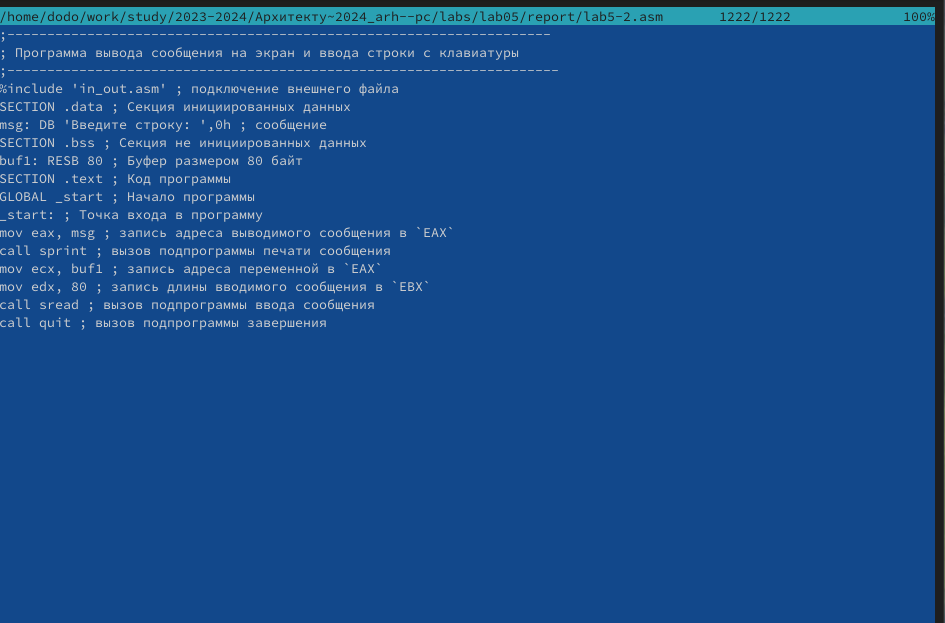 /home/dodo/work/study/2023-2024/Архитекту~2024_arh--pc/labs/lab05/report/lab5-2.asm 1222/1222 100%
;--------------------------------------------------------------------
; Программа вывода сообщения на экран и ввода строки с клавиатуры
;---------------------------------------------------------------------
%include 'in_out.asm' ; подключение внешнего файла
SECTION .data ; Секция инициированных данных
msg: DB 'Введите строку: ',0h ; сообщение
SECTION .bss ; Секция не инициированных данных
buf1: RESB 80 ; Буфер размером 80 байт
SECTION .text ; Код программы
GLOBAL _start ; Начало программы
_start: ; Точка входа в программу
mov eax, msg ; запись адреса выводимого сообщения в `EAX`
call sprint ; вызов подпрограммы печати сообщения
mov ecx, buf1 ; запись адреса переменной в `EAX`
mov edx, 80 ; запись длины вводимого сообщения в `EBX`
call sread ; вызов подпрограммы ввода сообщения
call quit ; вызов подпрограммы завершения